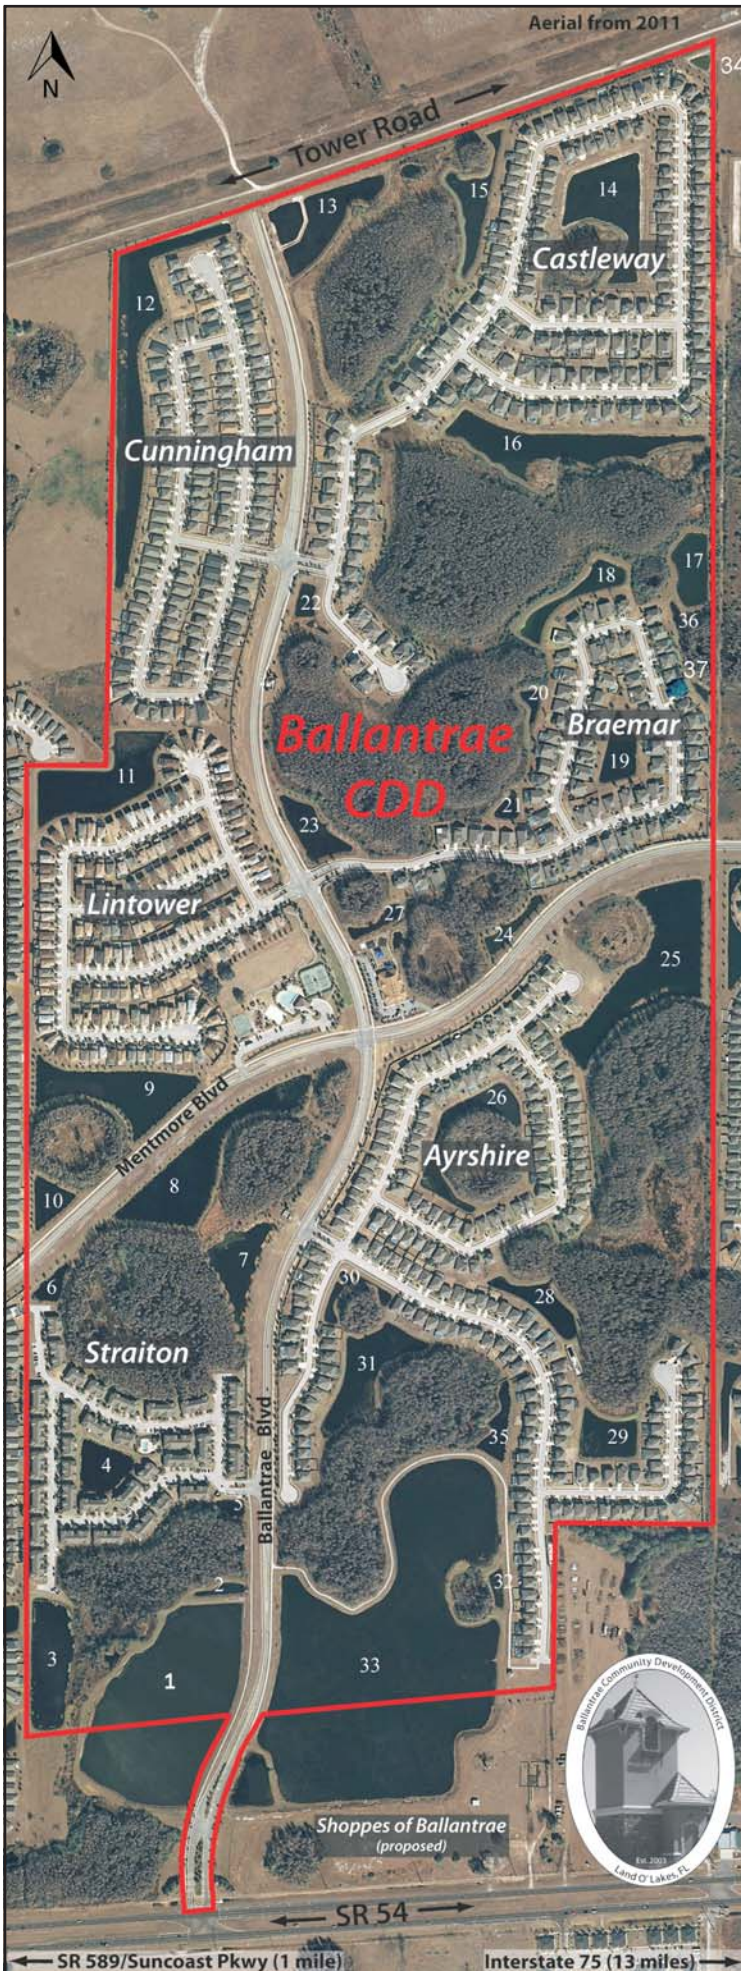 Aerial from 2011
N
34
Tower Road
13
15
14
Castleway
12
16
Cunningham
17
18
22
36
37
20
Braemar
Ballantrae
CDD
19
11
21
23
Lintower
27
24
25
9
26
Mentmore Blvd
Ayrshire
10
8
7
6
30
28
Straiton
31
Ballantrae Blvd
35
29
4
5
2
32
3
1
33
Ballantrae Community Development District
Est. 2003
Land O' Lakes, FL
Shoppes of Ballantrae
(proposed)
SR 54
SR 589/Suncoast Pkwy (1 mile)
Interstate 75 (13 miles)